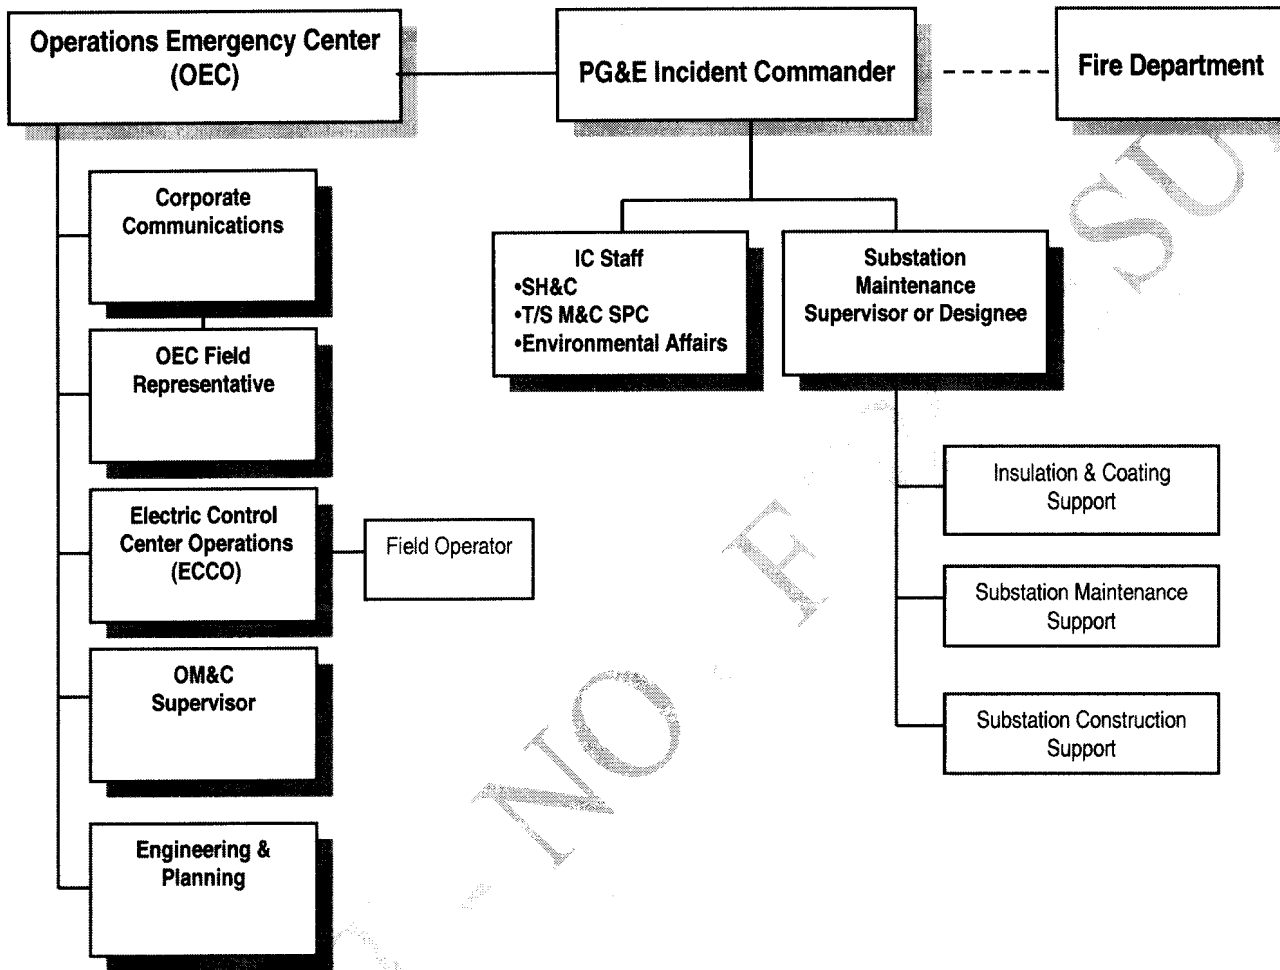 Operations Emergency Center
(OEC)
PG&E Incident Commander
Fire Department
Corporate
Communications
OEC Field
Representative
Electric Control
Center Operations
(ECCO)
Field Operator
OM&C
Supervisor
Engineering &
Planning
IC Staff
•SH&C
•T/S M&C SPC
•Environmental Affairs
Substation
Maintenance
Supervisor or Designee
Insulation & Coating
Support
Substation Maintenance
Support
Substation Construction
Support
NO